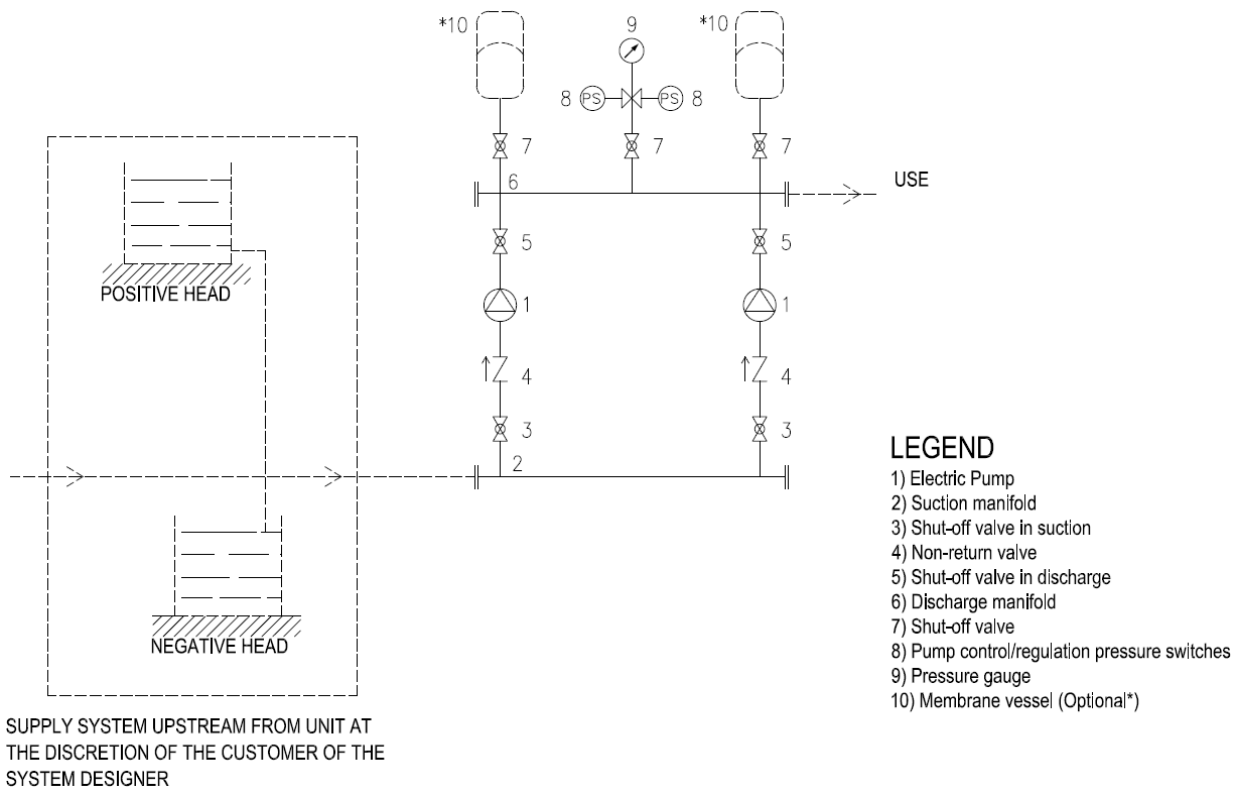 *10
9
*10
8 PS PS 8
7
7
7
6
USE
5
5
POSITIVE HEAD
1
1
4
4
3
3
2
NEGATIVE HEAD
LEGEND
1) Electric Pump
2) Suction manifold
3) Shut-off valve in suction
4) Non-return valve
5) Shut-off valve in discharge
6) Discharge manifold
7) Shut-off valve
8) Pump control/regulation pressure switches
9) Pressure gauge
10) Membrane vessel (Optional*)
SUPPLY SYSTEM UPSTREAM FROM UNIT AT
THE DISCRETION OF THE CUSTOMER OF THE
SYSTEM DESIGNER